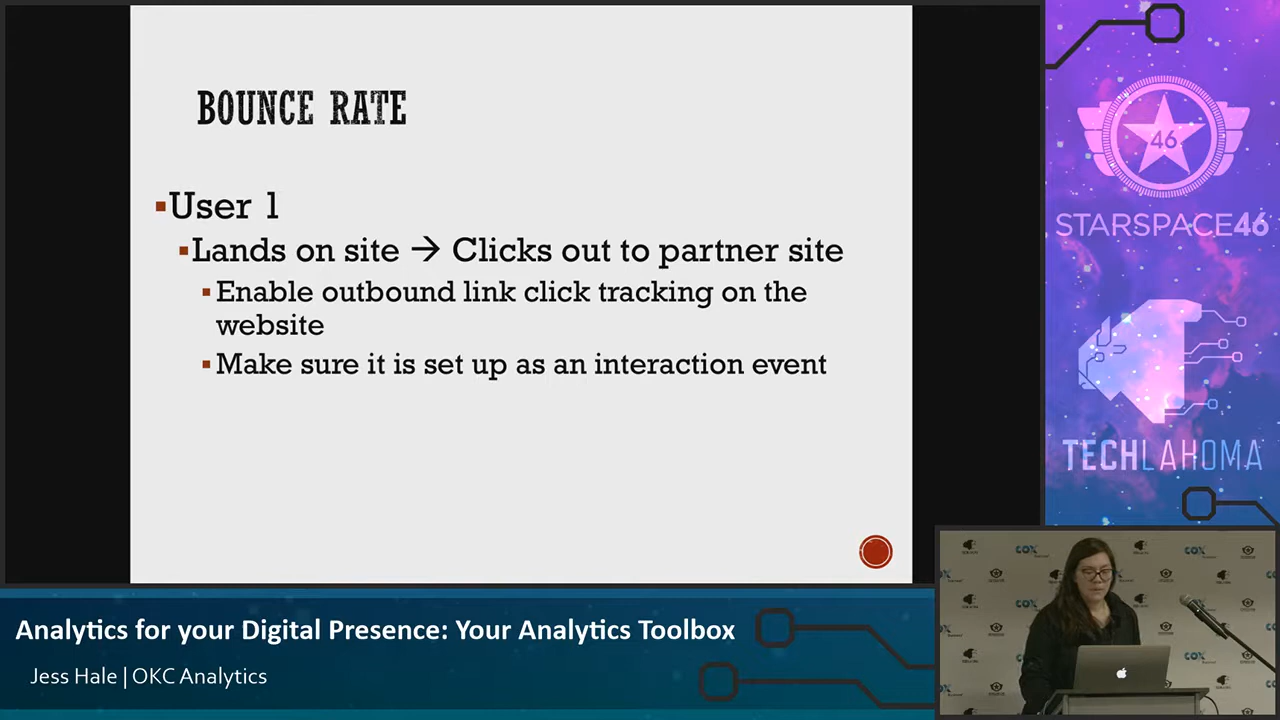 BOUNCE RATE
▪User 1
▪Lands on site → Clicks out to partner site
▪Enable outbound link click tracking on the
website
▪Make sure it is set up as an interaction event
46
STARSPACE46
TECHLAHOMA
COX
COX
Analytics for your Digital Presence: Your Analytics Toolbox
Jess Hale | OKC Analytics